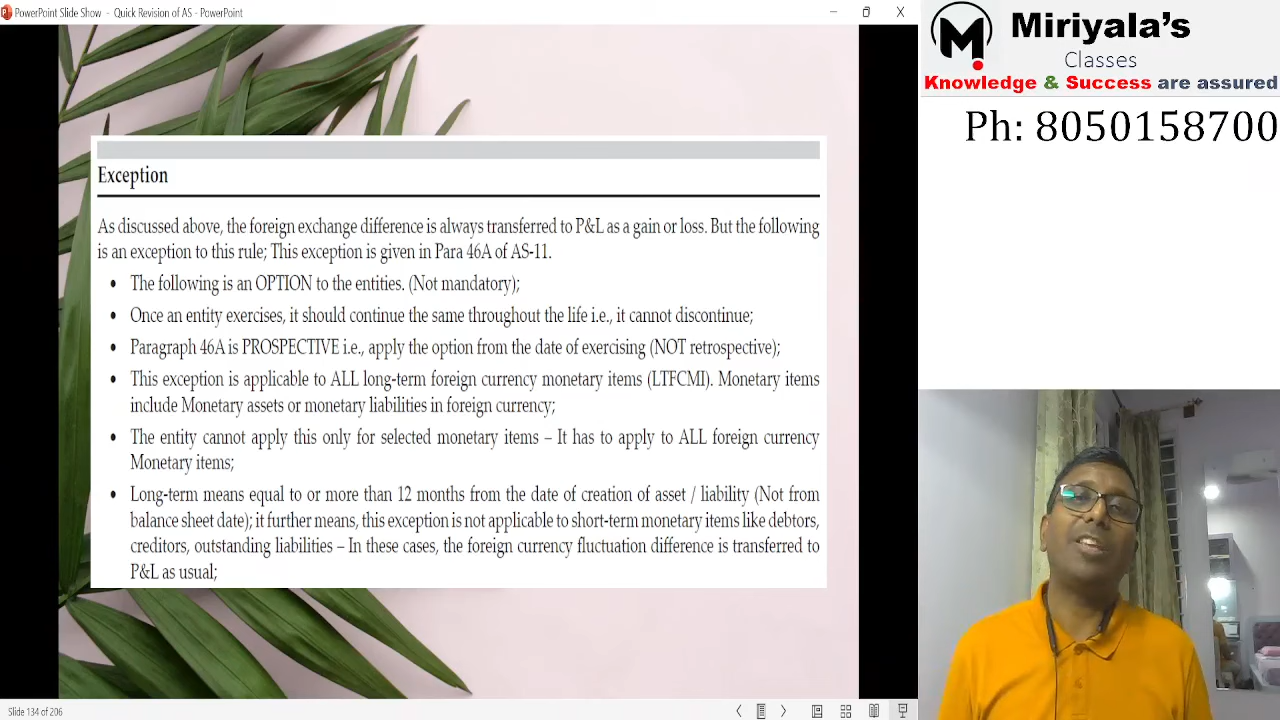 PowerPoint Slide Show - Quick Revision of AS - PowerPoint
Miriyala's
Classes
Knowledge & Success are assured
Ph: 8050158700
Exception
As discussed above, the foreign exchange difference is always transferred to P&L as a gain or loss. But the following
is an exception to this rule; This exception is given in Para 46A of AS-11.
• The following is an OPTION to the entities. (Not mandatory);
• Once an entity exercises, it should continue the same throughout the life i.e., it cannot discontinue;
• Paragraph 46A is PROSPECTIVE i.e., apply the option from the date of exercising (NOT retrospective);
• This exception is applicable to ALL long-term foreign currency monetary items (LTFCMI). Monetary items
include Monetary assets or monetary liabilities in foreign currency;
• The entity cannot apply this only for selected monetary items – It has to apply to ALL foreign currency
Monetary items;
• Long-term means equal to or more than 12 months from the date of creation of asset / liability (Not from
balance sheet date); it further means, this exception is not applicable to short-term monetary items like debtors,
creditors, outstanding liabilities – In these cases, the foreign currency fluctuation difference is transferred to
P&L as usual;
Slide 134 of 206